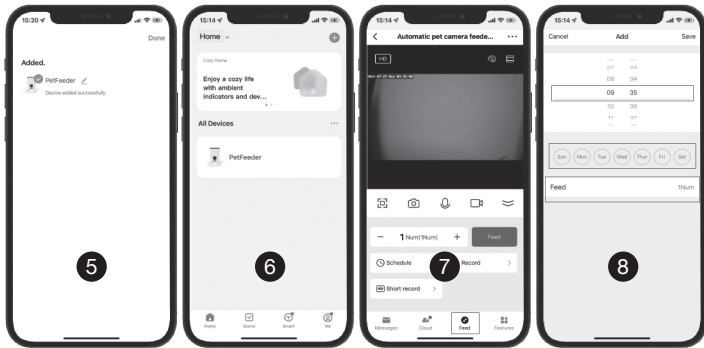 15:20
Done
Added.
PetFeeder
Device added successfully
5
15:14
Home
Cozy Home
Enjoy a cozy life
with ambient
indicators and dev...
All Devices
PetFeeder
6
Home
Scene
Smart
Me
15:14
Automatic pet camera feede...
HD
1 Num(1Num)
Feed
Schedule
Record
7
Short record
Messages
Cloud
Feed
Features
15:14
Cancel Add Save
07 33
08 34
09 35
10 36
11 37
Sun Mon Tue Wed Thur Fri Sat
Feed 1Num
8